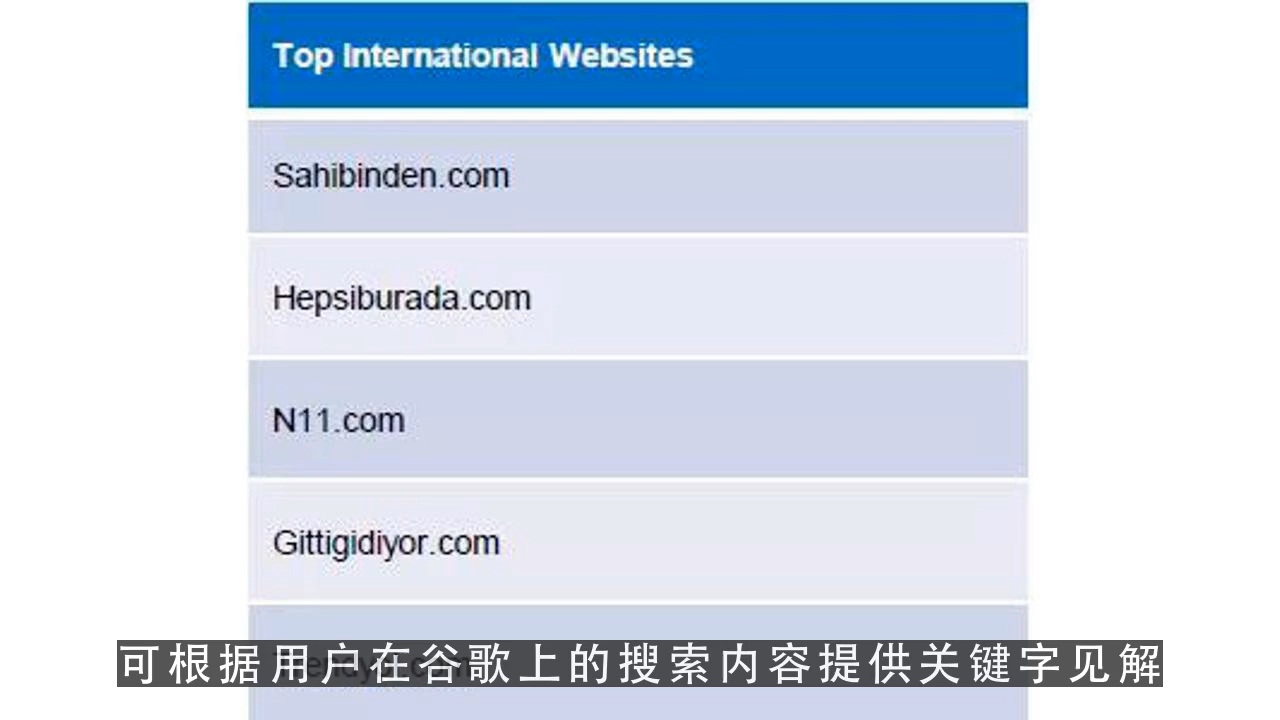 Top International Websites
Sahibinden.com
Hepsiburada.com
N11.com
Gittigidiyor.com
可根据用户在谷歌上的搜索内容提供关键字见解